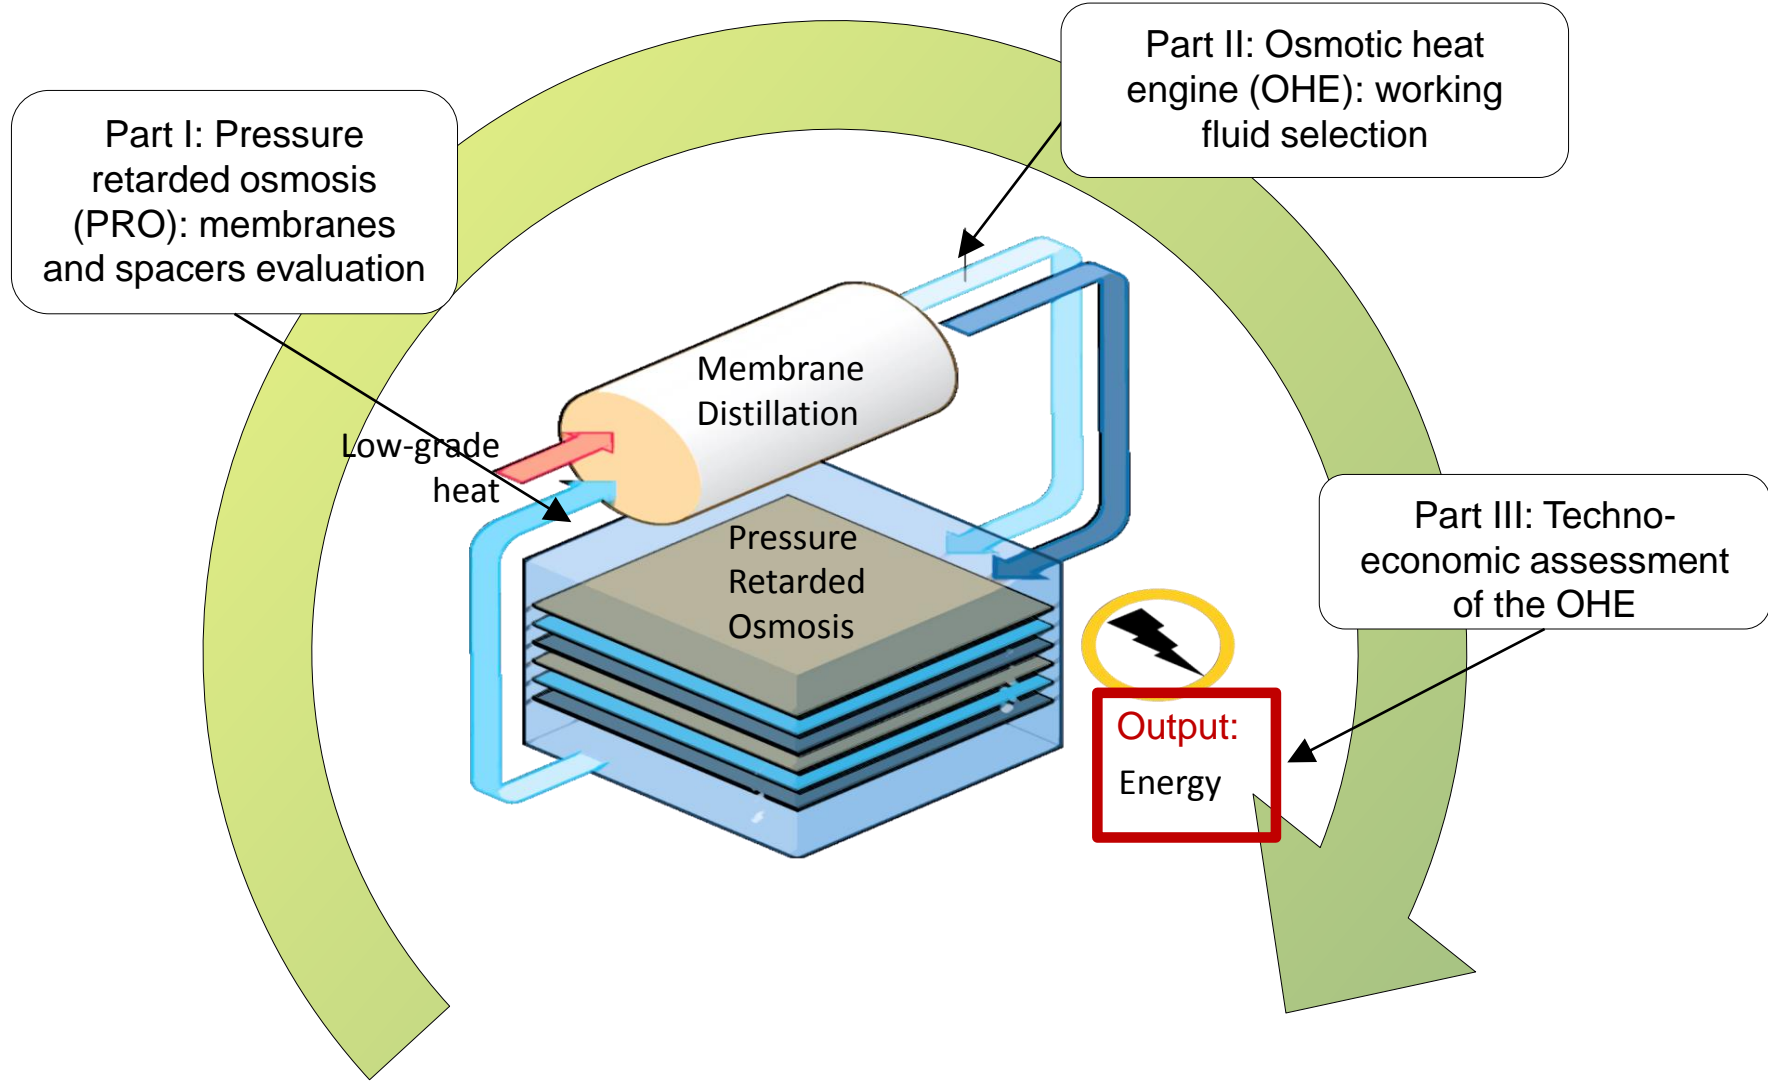 Part I: Pressure
retarded osmosis
(PRO): membranes
and spacers evaluation
Part II: Osmotic heat
engine (OHE): working
fluid selection
Membrane
Distillation
Low-grade
heat
Pressure
Retarded
Osmosis
Part III: Techno-
economic assessment
of the OHE
Output:
Energy